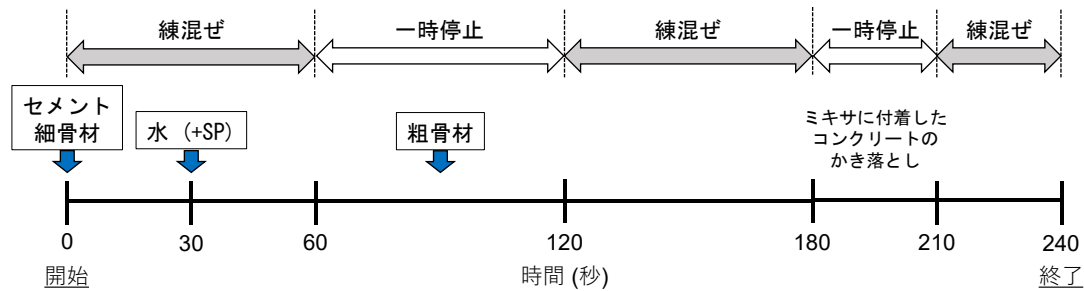 練混ぜ
一時停止
練混ぜ
一時停止
練混ぜ
セメント
細骨材
水 (+SP)
粗骨材
ミキサに付着した
コンクリートの
かき落とし
0
30
60
120
180
210
240
開始
時間 (秒)
終了